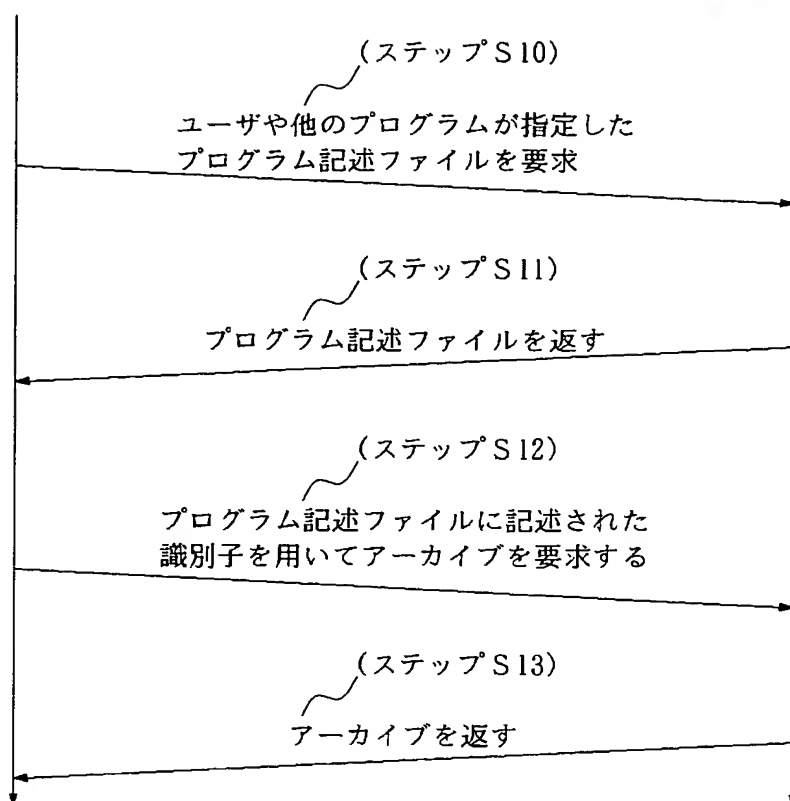 (ステップS10)
ユーザや他のプログラムが指定した
プログラム記述ファイルを要求
(ステップS11)
プログラム記述ファイルを返す
(ステップS12)
プログラム記述ファイルに記述された
識別子を用いてアーカイブを要求する
(ステップS13)
アーカイブを返す